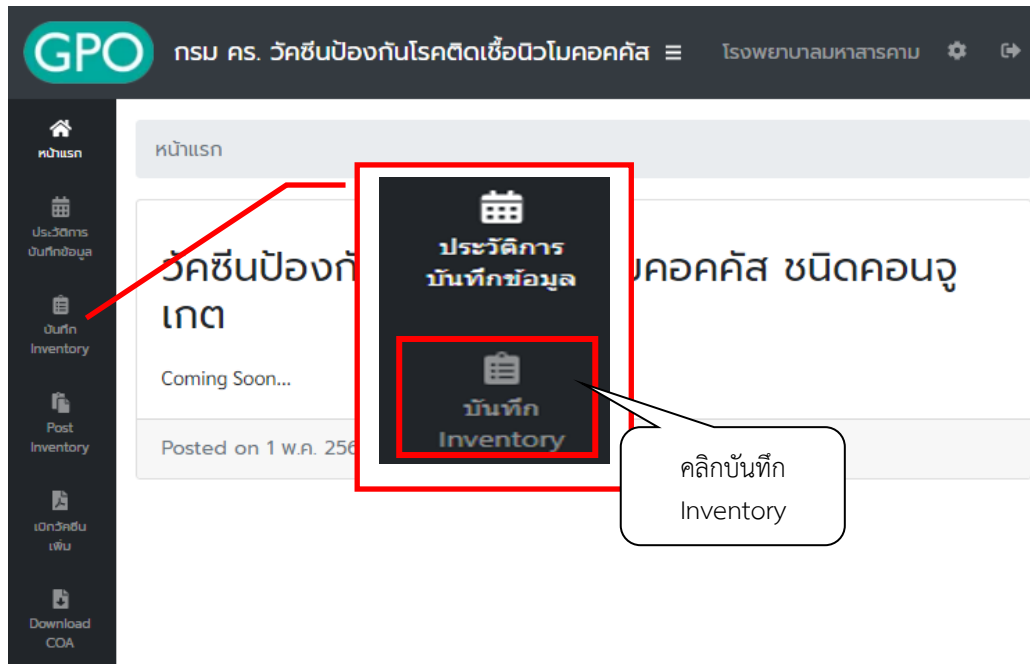 GPO
กรม คร. วัคซีนป้องกันโรคติดเชื้อนิวโมคอคคัส
โรงพยาบาลมหาสารคาม
หน้าแรก
ประวัติการ
บันทึกข้อมูล
บันทึก
Inventory
Post
Inventory
เบิกวัคซีน
เพิ่ม
Download
COA
หน้าแรก
วัคซีนป้องกั
มคอคคัส ชนิดคอนจู
เกต
Coming Soon...
Posted on 1 พ.ค. 256
ประวัติการ
บันทึกข้อมูล
บันทึก
Inventory
คลิกบันทึก
Inventory